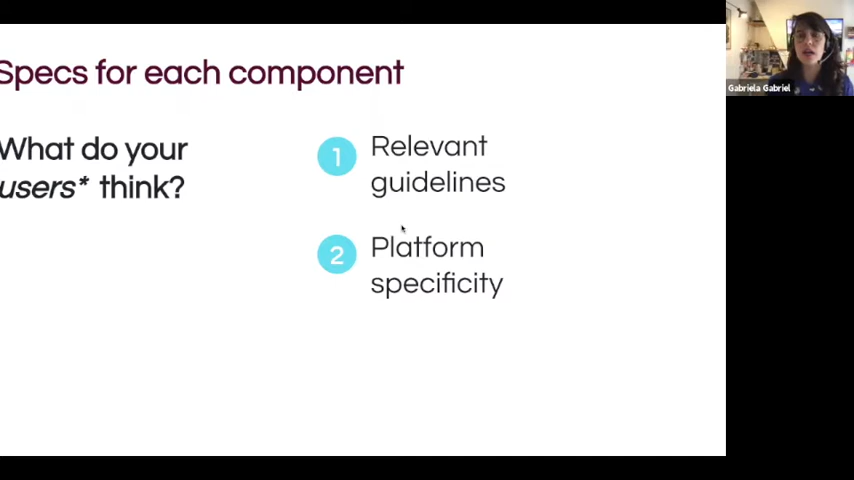 Specs for each component
What do your
users* think?
1
Relevant
guidelines
2
Platform
specificity
Gabriela Gabriel